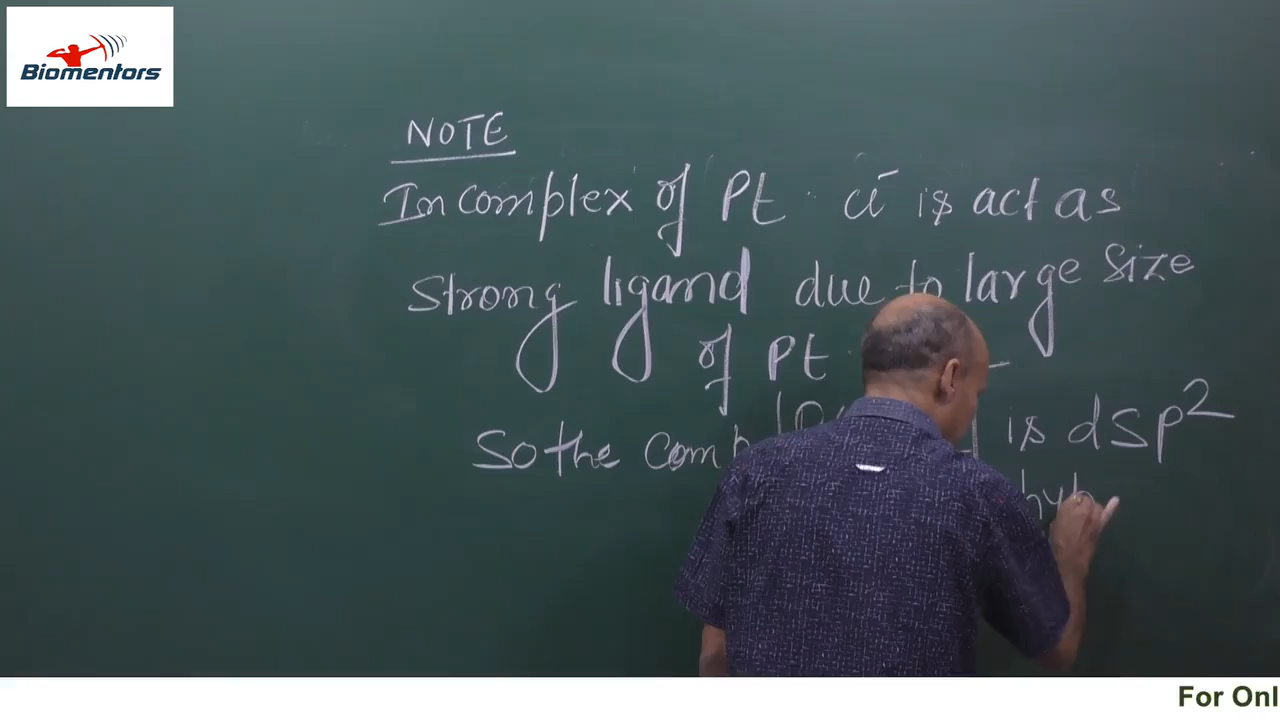 Biomentors
NOTE
In complex of Pt Cl⁻ is act as
Strong ligand due to large size
of Pt
So the is dsp²
For Onl